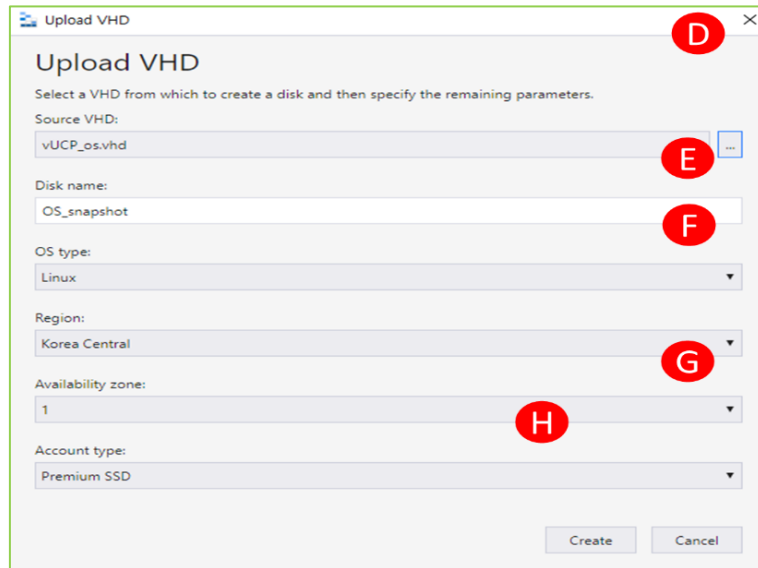 Upload VHD
D
Upload VHD
Select a VHD from which to create a disk and then specify the remaining parameters.
Source VHD:
vUCP_os.vhd
...
E
Disk name:
OS_snapshot
F
OS type:
Linux
Region:
Korea Central
G
Availability zone:
1
H
Account type:
Premium SSD
Create Cancel